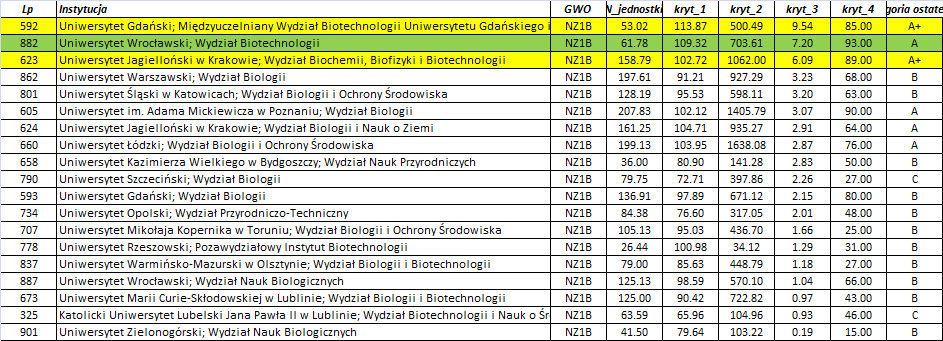 Lp Instytucja GWO N_jednostki kryt_1 kryt_2 kryt_3 kryt_4 goria ostate
592 Uniwersytet Gdański; Międzyuczelniany Wydział Biotechnologii Uniwersytetu Gdańskiego i NZ1B 53.02 113.87 500.49 9.54 85.00 A+
882 Uniwersytet Wrocławski; Wydział Biotechnologii NZ1B 61.78 109.32 703.61 7.20 93.00 A
623 Uniwersytet Jagielloński w Krakowie; Wydział Biochemii, Biofizyki i Biotechnologii NZ1B 158.79 102.72 1062.00 6.09 89.00 A+
862 Uniwersytet Warszawski; Wydział Biologii NZ1B 197.61 91.21 927.29 3.23 68.00 B
801 Uniwersytet Śląski w Katowicach; Wydział Biologii i Ochrony Środowiska NZ1B 128.19 95.53 598.11 3.20 63.00 B
605 Uniwersytet im. Adama Mickiewicza w Poznaniu; Wydział Biologii NZ1B 207.83 102.12 1405.79 3.07 90.00 A
624 Uniwersytet Jagielloński w Krakowie; Wydział Biologii i Nauk o Ziemi NZ1B 161.25 104.71 935.27 2.91 64.00 A
660 Uniwersytet Łódzki; Wydział Biologii i Ochrony Środowiska NZ1B 199.13 103.95 1638.08 2.87 76.00 A
658 Uniwersytet Kazimierza Wielkiego w Bydgoszczy; Wydział Nauk Przyrodniczych NZ1B 36.00 80.90 141.28 2.83 50.00 B
790 Uniwersytet Szczeciński; Wydział Biologii NZ1B 79.75 72.71 397.86 2.26 27.00 C
593 Uniwersytet Gdański; Wydział Biologii NZ1B 136.91 97.89 671.12 2.15 80.00 B
734 Uniwersytet Opolski; Wydział Przyrodniczo-Techniczny NZ1B 84.38 76.60 317.05 2.01 48.00 B
707 Uniwersytet Mikołaja Kopernika w Toruniu; Wydział Biologii i Ochrony Środowiska NZ1B 105.13 95.03 436.70 1.66 25.00 B
778 Uniwersytet Rzeszowski; Pozawydziałowy Instytut Biotechnologii NZ1B 26.44 100.98 34.12 1.29 31.00 B
837 Uniwersytet Warmińsko-Mazurski w Olsztynie; Wydział Biologii i Biotechnologii NZ1B 79.00 85.63 448.79 1.18 27.00 B
887 Uniwersytet Wrocławski; Wydział Nauk Biologicznych NZ1B 125.13 98.59 570.10 1.04 66.00 B
673 Uniwersytet Marii Curie-Skłodowskiej w Lublinie; Wydział Biologii i Biotechnologii NZ1B 125.00 90.42 722.82 0.97 43.00 B
325 Katolicki Uniwersytet Lubelski Jana Pawła II w Lublinie; Wydział Biotechnologii i Nauk o Śr NZ1B 63.59 65.96 104.96 0.93 46.00 C
901 Uniwersytet Zielonogórski; Wydział Nauk Biologicznych NZ1B 41.50 79.64 103.22 0.19 15.00 B